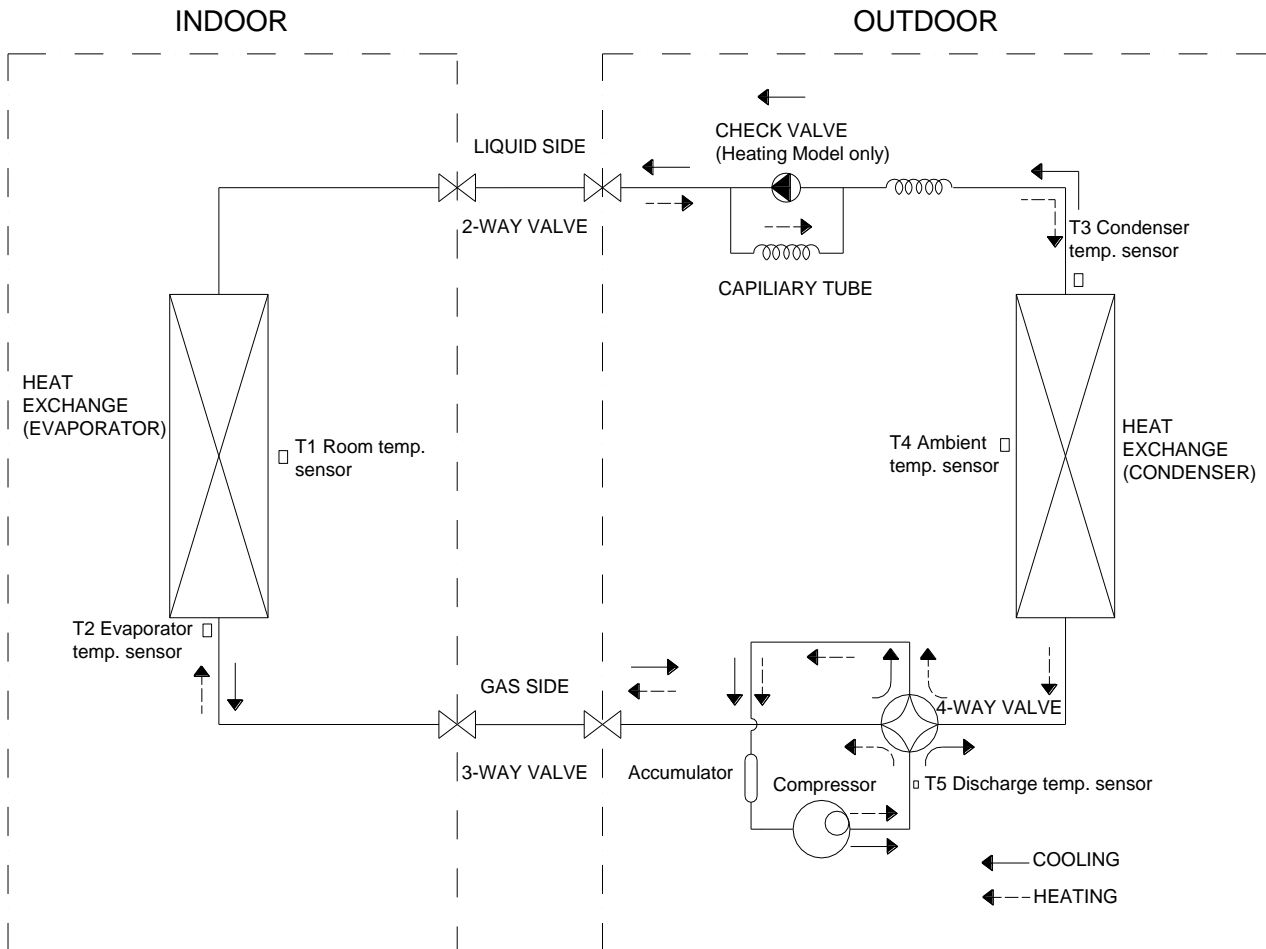 INDOOR
OUTDOOR
LIQUID SIDE
2-WAY VALVE
CHECK VALVE
(Heating Model only)
CAPILIARY TUBE
T3 Condenser
temp. sensor
HEAT
EXCHANGE
(EVAPORATOR)
T1 Room temp.
sensor
T4 Ambient
temp. sensor
HEAT
EXCHANGE
(CONDENSER)
T2 Evaporator
temp. sensor
GAS SIDE
3-WAY VALVE
4-WAY VALVE
Accumulator
Compressor
T5 Discharge temp. sensor
COOLING
HEATING